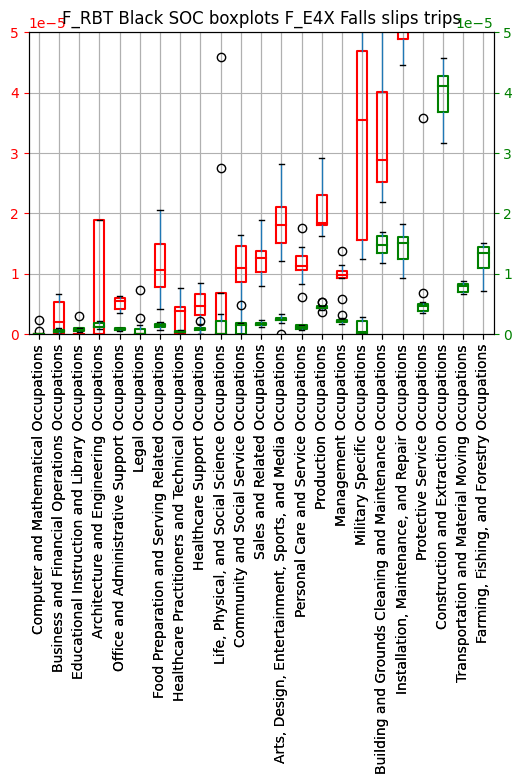 F_RBT Black SOC boxplots F_E4X Falls slips trips
1e−5
1e−5
5
5
4
4
3
3
2
2
1
1
0
0
Computer and Mathematical Occupations
Business and Financial Operations Occupations
Educational Instruction and Library Occupations
Architecture and Engineering Occupations
Office and Administrative Support Occupations
Legal Occupations
Food Preparation and Serving Related Occupations
Healthcare Practitioners and Technical Occupations
Healthcare Support Occupations
Life, Physical, and Social Science Occupations
Community and Social Service Occupations
Sales and Related Occupations
Arts, Design, Entertainment, Sports, and Media Occupations
Personal Care and Service Occupations
Production Occupations
Management Occupations
Military Specific Occupations
Building and Grounds Cleaning and Maintenance Occupations
Installation, Maintenance, and Repair Occupations
Protective Service Occupations
Construction and Extraction Occupations
Transportation and Material Moving Occupations
Farming, Fishing, and Forestry Occupations